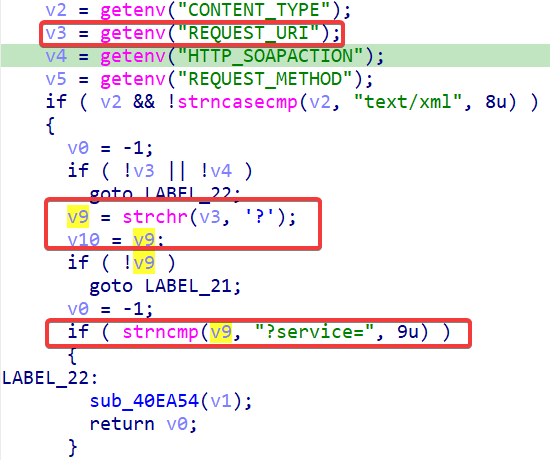 v2 = getenv("CONTENT_TYPE");
v3 = getenv("REQUEST_URI");
v4 = getenv("HTTP_SOAPACTION");
v5 = getenv("REQUEST_METHOD");
if ( v2 && !strncasecmp(v2, "text/xml", 8u) )
{
v0 = -1;
if ( !v3 || !v4 )
goto LABEL_22;
v9 = strchr(v3, '?');
v10 = v9;
if ( !v9 )
goto LABEL_21;
v0 = -1;
if ( strncmp(v9, "?service=", 9u) )
{
LABEL_22:
sub_40EA54(v1);
return v0;
}